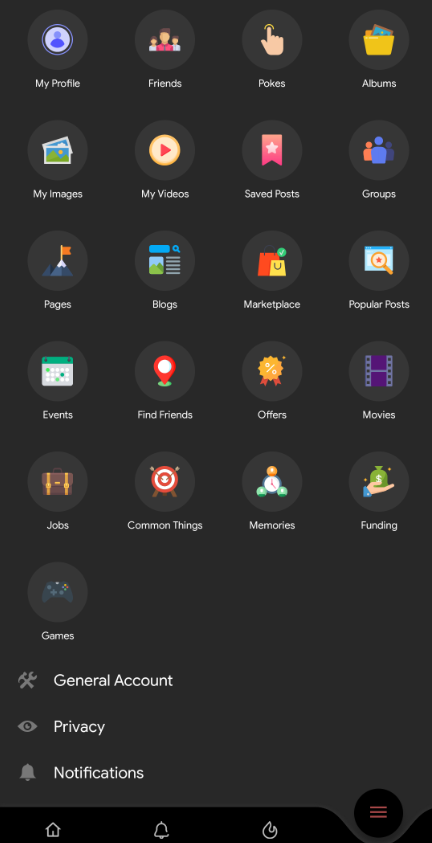 My Profile
Friends
Pokes
Albums
My Images
My Videos
Saved Posts
Groups
Pages
Blogs
Marketplace
Popular Posts
Events
Find Friends
Offers
Movies
Jobs
Common Things
Memories
Funding
Games
General Account
Privacy
Notifications